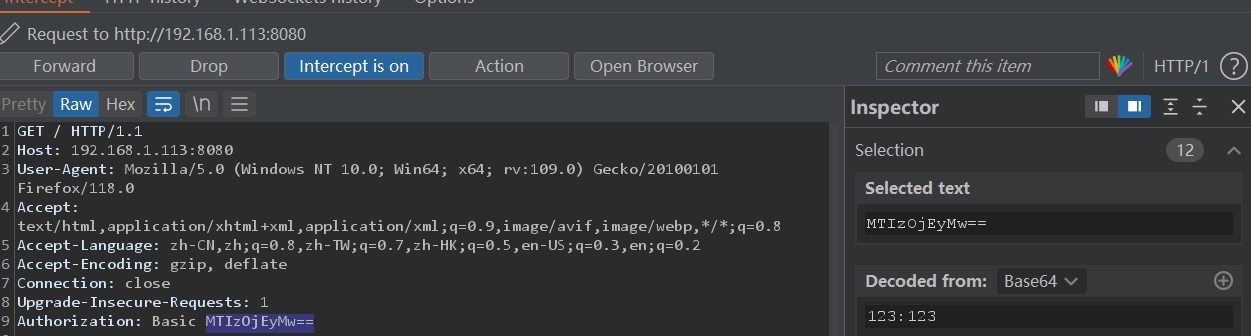 Intercept HTTP history WebSockets history Options
Request to http://192.168.1.113:8080
Forward Drop Intercept is on Action Open Browser Comment this item HTTP/1 ?
Pretty Raw Hex \n
Inspector
1 GET / HTTP/1.1
2 Host: 192.168.1.113:8080
3 User-Agent: Mozilla/5.0 (Windows NT 10.0; Win64; x64; rv:109.0) Gecko/20100101
Firefox/118.0
4 Accept:
text/html,application/xhtml+xml,application/xml;q=0.9,image/avif,image/webp,*/*;q=0.8
5 Accept-Language: zh-CN,zh;q=0.8,zh-TW;q=0.7,zh-HK;q=0.5,en-US;q=0.3,en;q=0.2
6 Accept-Encoding: gzip, deflate
7 Connection: close
8 Upgrade-Insecure-Requests: 1
9 Authorization: Basic MTIzOjEyMw==
Selection 12
Selected text
MTIzOjEyMw==
Decoded from: Base64
123:123